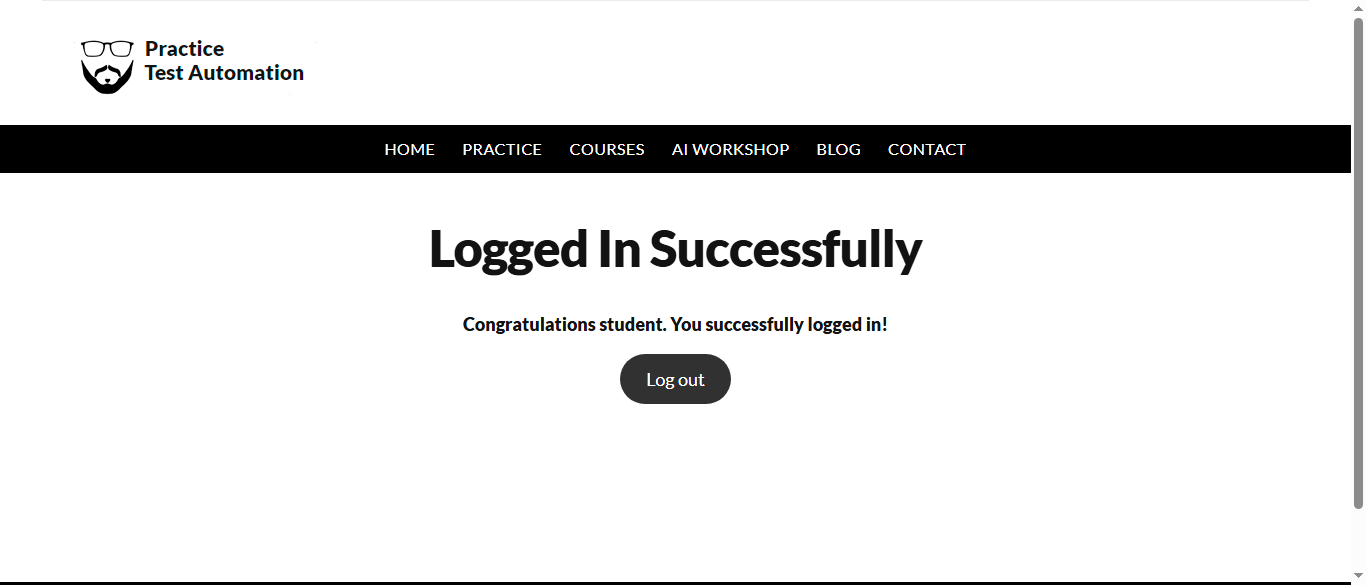 Practice
Test Automation
HOME PRACTICE COURSES AI WORKSHOP BLOG CONTACT
Logged In Successfully
Congratulations student. You successfully logged in!
Log out